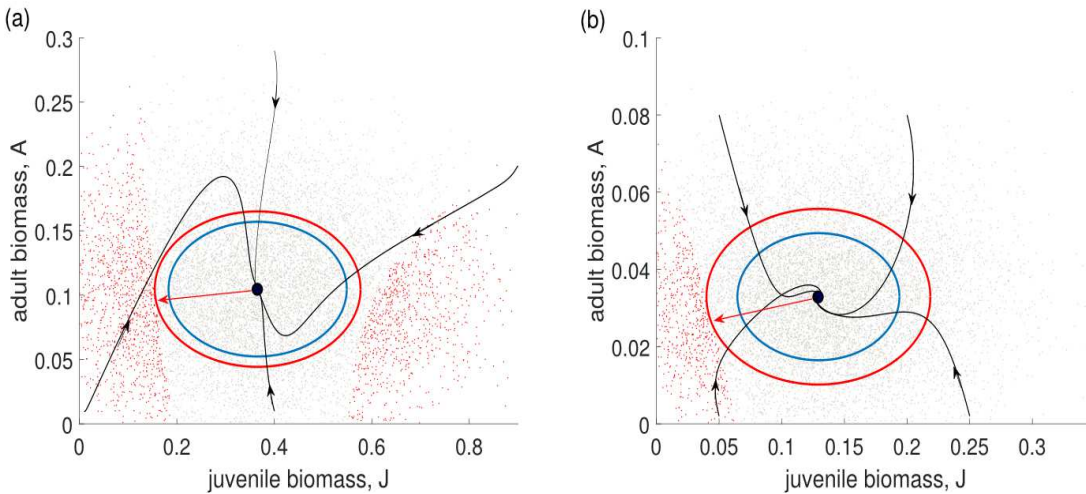 (a)
0.3
0.25
0.2
0.15
0.1
0.05
0
adult biomass, A
0 0.2 0.4 0.6 0.8
juvenile biomass, J
(b)
0.1
0.08
0.06
0.04
0.02
0
adult biomass, A
0 0.05 0.1 0.15 0.2 0.25 0.3
juvenile biomass, J